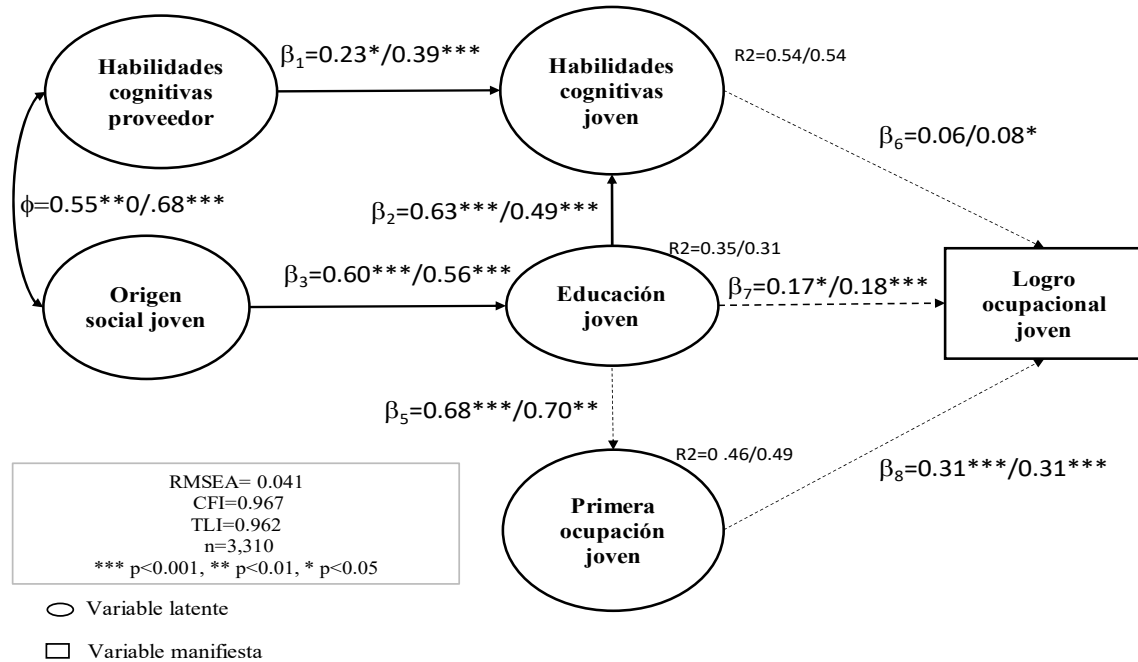 Habilidades
cognitivas
proveedor
β1=0.23*/0.39***
Habilidades
cognitivas
joven
R2=0.54/0.54
β6=0.06/0.08*
ϕ=0.55**0/.68***
β2=0.63***/0.49***
Origen
social joven
β3=0.60***/0.56***
Educación
joven
R2=0.35/0.31
β7=0.17*/0.18***
Logro
ocupacional
joven
β5=0.68***/0.70**
Primera
ocupación
joven
R2=0 .46/0.49
β8=0.31***/0.31***
RMSEA= 0.041
CFI=0.967
TLI=0.962
n=3,310
*** p<0.001, ** p<0.01, * p<0.05
Variable latente
Variable manifiesta